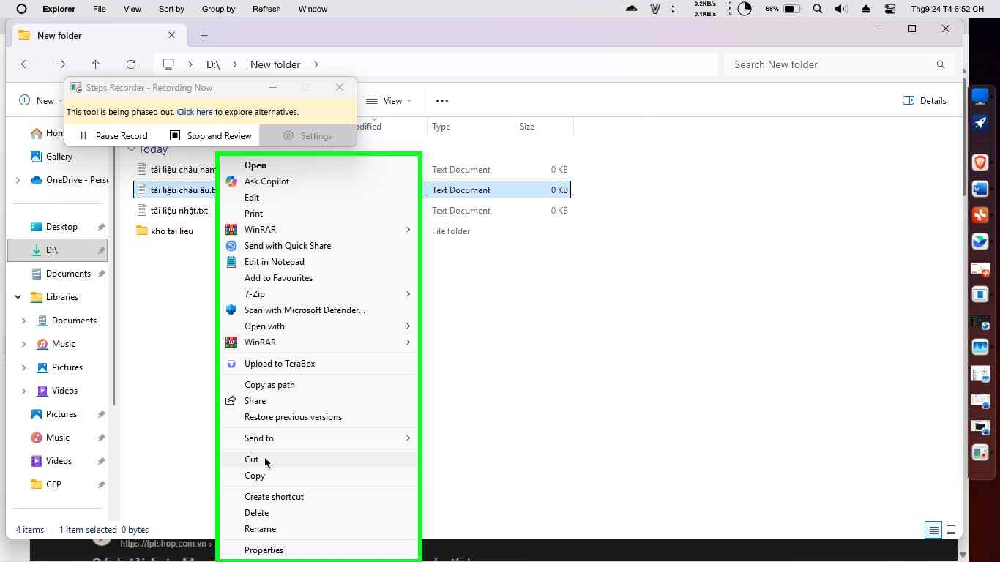 Explorer File View Sort by Group by Refresh Window
0.2KB/s
0.1KB/s
CPU
68%
Thg9 24 T4 6:52 CH
New folder
D:\ New folder
Search New folder
New
View
Details
Steps Recorder - Recording Now
This tool is being phased out. Click here to explore alternatives.
Pause Record
Stop and Review
Settings
odified Type Size
Today
tài liệu châu nam Text Document 0 KB
tài liệu châu âu.t Text Document 0 KB
tài liệu nhật.txt Text Document 0 KB
kho tai lieu File folder
Hom
Gallery
OneDrive - Pers
Desktop
D:\
Documents
Libraries
Documents
Music
Pictures
Videos
Pictures
Music
Videos
CEP
Open
Ask Copilot
Edit
Print
WinRAR
Send with Quick Share
Edit in Notepad
Add to Favourites
7-Zip
Scan with Microsoft Defender...
Open with
WinRAR
Upload to TeraBox
Copy as path
Share
Restore previous versions
Send to
Cut
Copy
Create shortcut
Delete
Rename
Properties
4 items 1 item selected 0 bytes
https://fptshop.com.vn ›